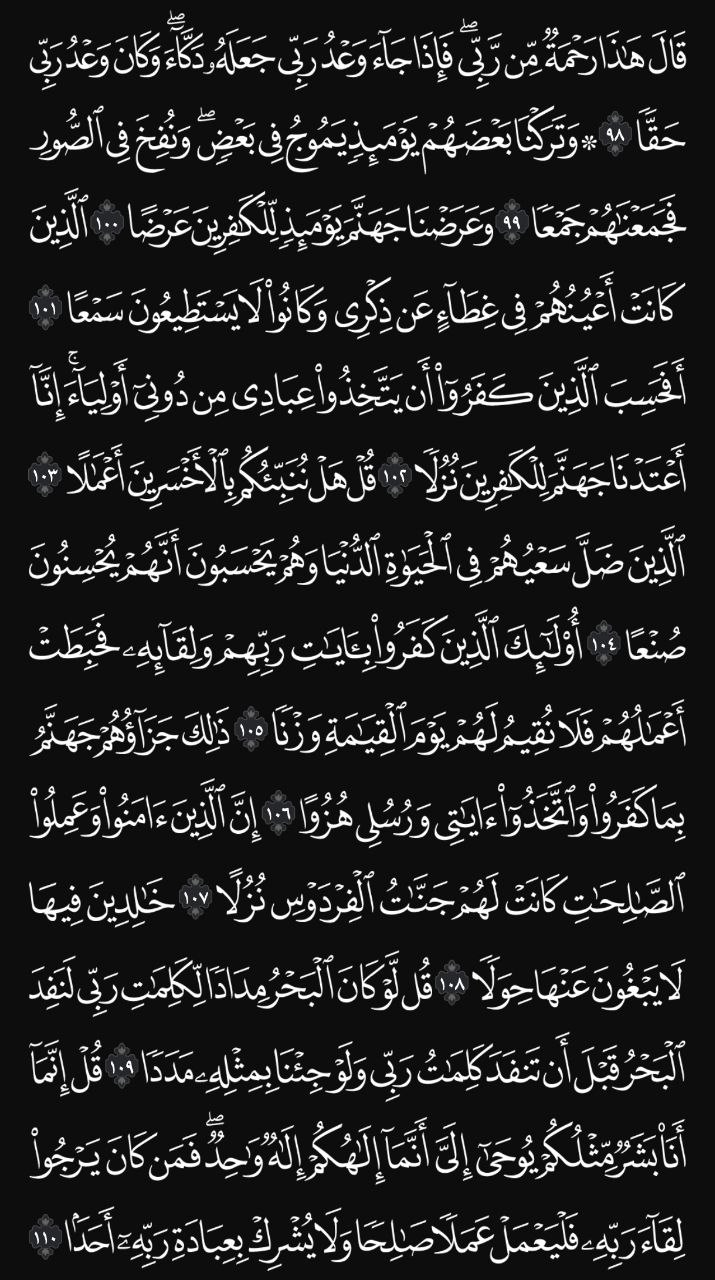 قَالَ هَٰذَا رَحْمَةٌ مِّن رَّبِّي ۖ فَإِذَا جَآءَ وَعْدُ رَبِّي جَعَلَهُۥ دَكَّآءَ ۖ وَكَانَ وَعْدُ رَبِّي
حَقًّا ٩٨ ۞ وَتَرَكْنَا بَعْضَهُمْ يَوْمَئِذٍ يَمُوجُ فِي بَعْضٍ ۖ وَنُفِخَ فِي ٱلصُّورِ
فَجَمَعْنَٰهُمْ جَمْعًا ٩٩ وَعَرَضْنَا جَهَنَّمَ يَوْمَئِذٍ لِّلْكَٰفِرِينَ عَرْضًا ١٠٠ ٱلَّذِينَ
كَانَتْ أَعْيُنُهُمْ فِي غِطَآءٍ عَن ذِكْرِي وَكَانُوا۟ لَا يَسْتَطِيعُونَ سَمْعًا ١٠١
أَفَحَسِبَ ٱلَّذِينَ كَفَرُوٓا۟ أَن يَتَّخِذُوا۟ عِبَادِي مِن دُونِيٓ أَوْلِيَآءَ ۚ إِنَّآ
أَعْتَدْنَا جَهَنَّمَ لِلْكَٰفِرِينَ نُزُلًا ١٠٢ قُلْ هَلْ نُنَبِّئُكُم بِٱلْأَخْسَرِينَ أَعْمَٰلًا ١٠٣
ٱلَّذِينَ ضَلَّ سَعْيُهُمْ فِي ٱلْحَيَوٰةِ ٱلدُّنْيَا وَهُمْ يَحْسَبُونَ أَنَّهُمْ يُحْسِنُونَ
صُنْعًا ١٠٤ أُو۟لَٰٓئِكَ ٱلَّذِينَ كَفَرُوا۟ بِـَٔايَٰتِ رَبِّهِمْ وَلِقَآئِهِۦ فَحَبِطَتْ
أَعْمَٰلُهُمْ فَلَا نُقِيمُ لَهُمْ يَوْمَ ٱلْقِيَٰمَةِ وَزْنًا ١٠٥ ذَٰلِكَ جَزَآؤُهُمْ جَهَنَّمُ
بِمَا كَفَرُوا۟ وَٱتَّخَذُوٓا۟ ءَايَٰتِي وَرُسُلِي هُزُوًا ١٠٦ إِنَّ ٱلَّذِينَ ءَامَنُوا۟ وَعَمِلُوا۟
ٱلصَّٰلِحَٰتِ كَانَتْ لَهُمْ جَنَّٰتُ ٱلْفِرْدَوْسِ نُزُلًا ١٠٧ خَٰلِدِينَ فِيهَا
لَا يَبْغُونَ عَنْهَا حِوَلًا ١٠٨ قُل لَّوْ كَانَ ٱلْبَحْرُ مِدَادًا لِّكَلِمَٰتِ رَبِّي لَنَفِدَ
ٱلْبَحْرُ قَبْلَ أَن تَنفَدَ كَلِمَٰتُ رَبِّي وَلَوْ جِئْنَا بِمِثْلِهِۦ مَدَدًا ١٠٩ قُلْ إِنَّمَآ
أَنَا۠ بَشَرٌ مِّثْلُكُمْ يُوحَىٰٓ إِلَيَّ أَنَّمَآ إِلَٰهُكُمْ إِلَٰهٌ وَٰحِدٌ ۖ فَمَن كَانَ يَرْجُوا۟
لِقَآءَ رَبِّهِۦ فَلْيَعْمَلْ عَمَلًا صَٰلِحًا وَلَا يُشْرِكْ بِعِبَادَةِ رَبِّهِۦٓ أَحَدًۢا ١١٠